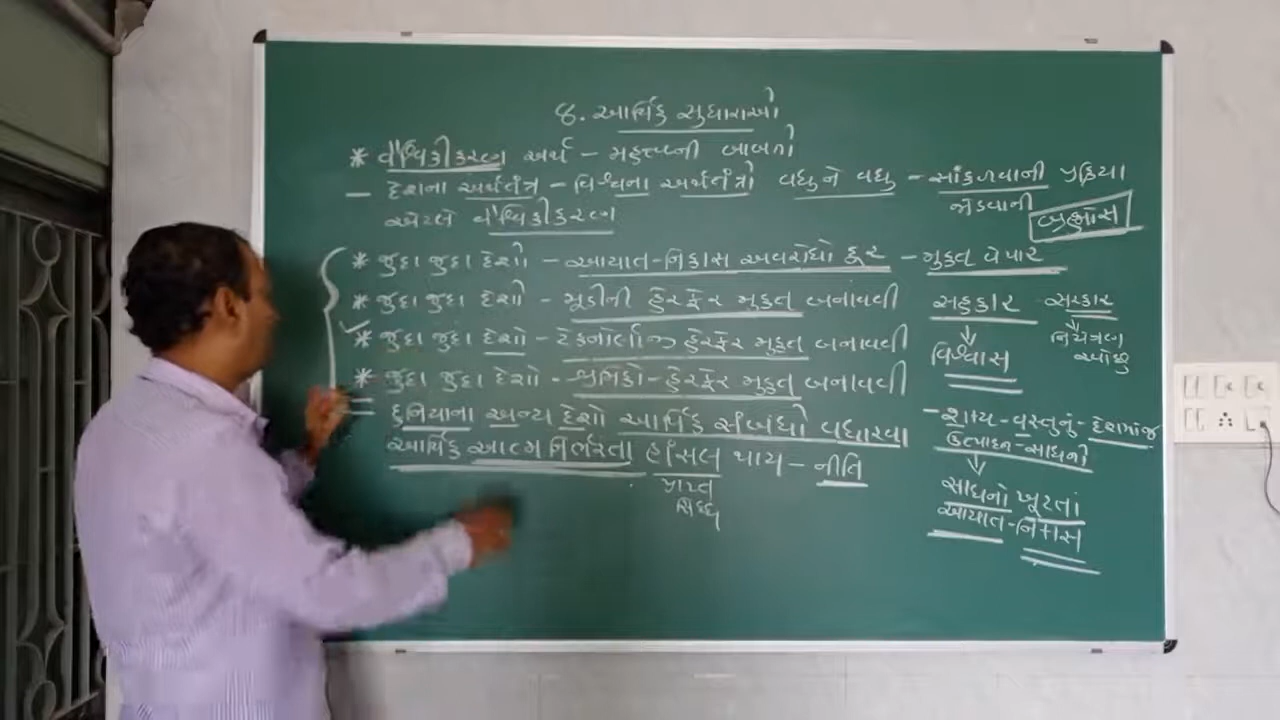 8. આર્થિક સુધારાઓ
* વૈશ્વિકીકરણ અર્થ – મહત્ત્વની બાબતો
– દેશના અર્થતંત્ર – વિશ્વના અર્થતંત્રો વધુ ને વધુ – સાંકળવાની પ્રક્રિયા
જોડવાની
એટલે વૈશ્વિકીકરણ
* જુદા જુદા દેશો – આયાત-નિકાસ અવરોધો દૂર – મુક્ત વેપાર
* જુદા જુદા દેશો – મૂડીની હેરફેર મુક્ત બનાવવી
* જુદા જુદા દેશો – ટેકનોલોજી હેરફેર મુક્ત બનાવવી
* જુદા જુદા દેશો – શ્રમિકો – હેરફેર મુક્ત બનાવવી
= દુનિયાના અન્ય દેશો આર્થિક સંબંધો વધારવા
આર્થિક આત્મનિર્ભરતા હાંસલ થાય – નીતિ
પ્રાપ્ત
સિદ્ધ
સહકાર
↓
વિશ્વાસ
સરકાર
↓
નિયંત્રણ
ઓછું
વસ્તુનું – દેશમાંજ
ઉત્પાદન – સાધનો
↓
સાધનો ખૂટતાં
આયાત – નિકાસ